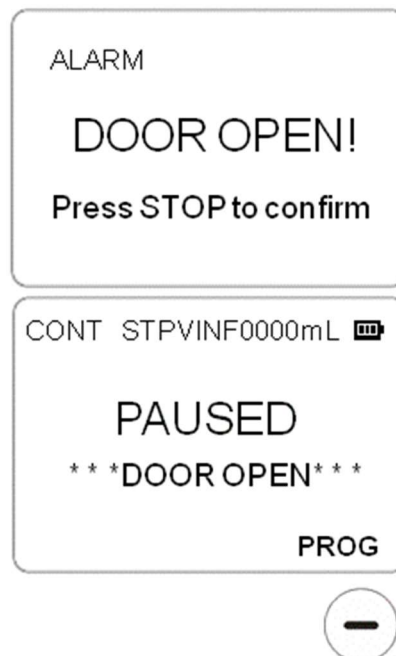 ALARM
DOOR OPEN!
Press STOP to confirm
CONT STPVINF0000mL
PAUSED
***DOOR OPEN***
PROG